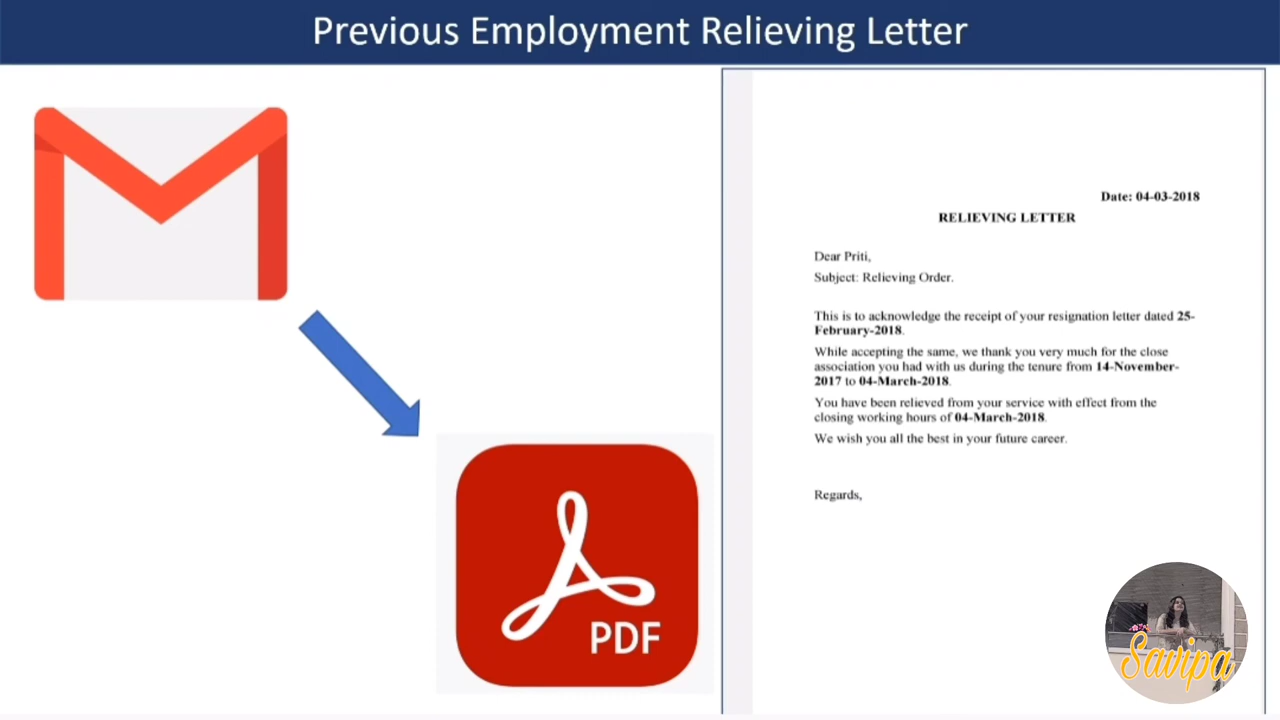 Previous Employment Relieving Letter
Date: 04-03-2018
RELIEVING LETTER
Dear Priti,
Subject: Relieving Order.
This is to acknowledge the receipt of your resignation letter dated 25-
February-2018.
While accepting the same, we thank you very much for the close
association you had with us during the tenure from 14-November-
2017 to 04-March-2018.
You have been relieved from your service with effect from the
closing working hours of 04-March-2018.
We wish you all the best in your future career.
Regards,
PDF
Savipa